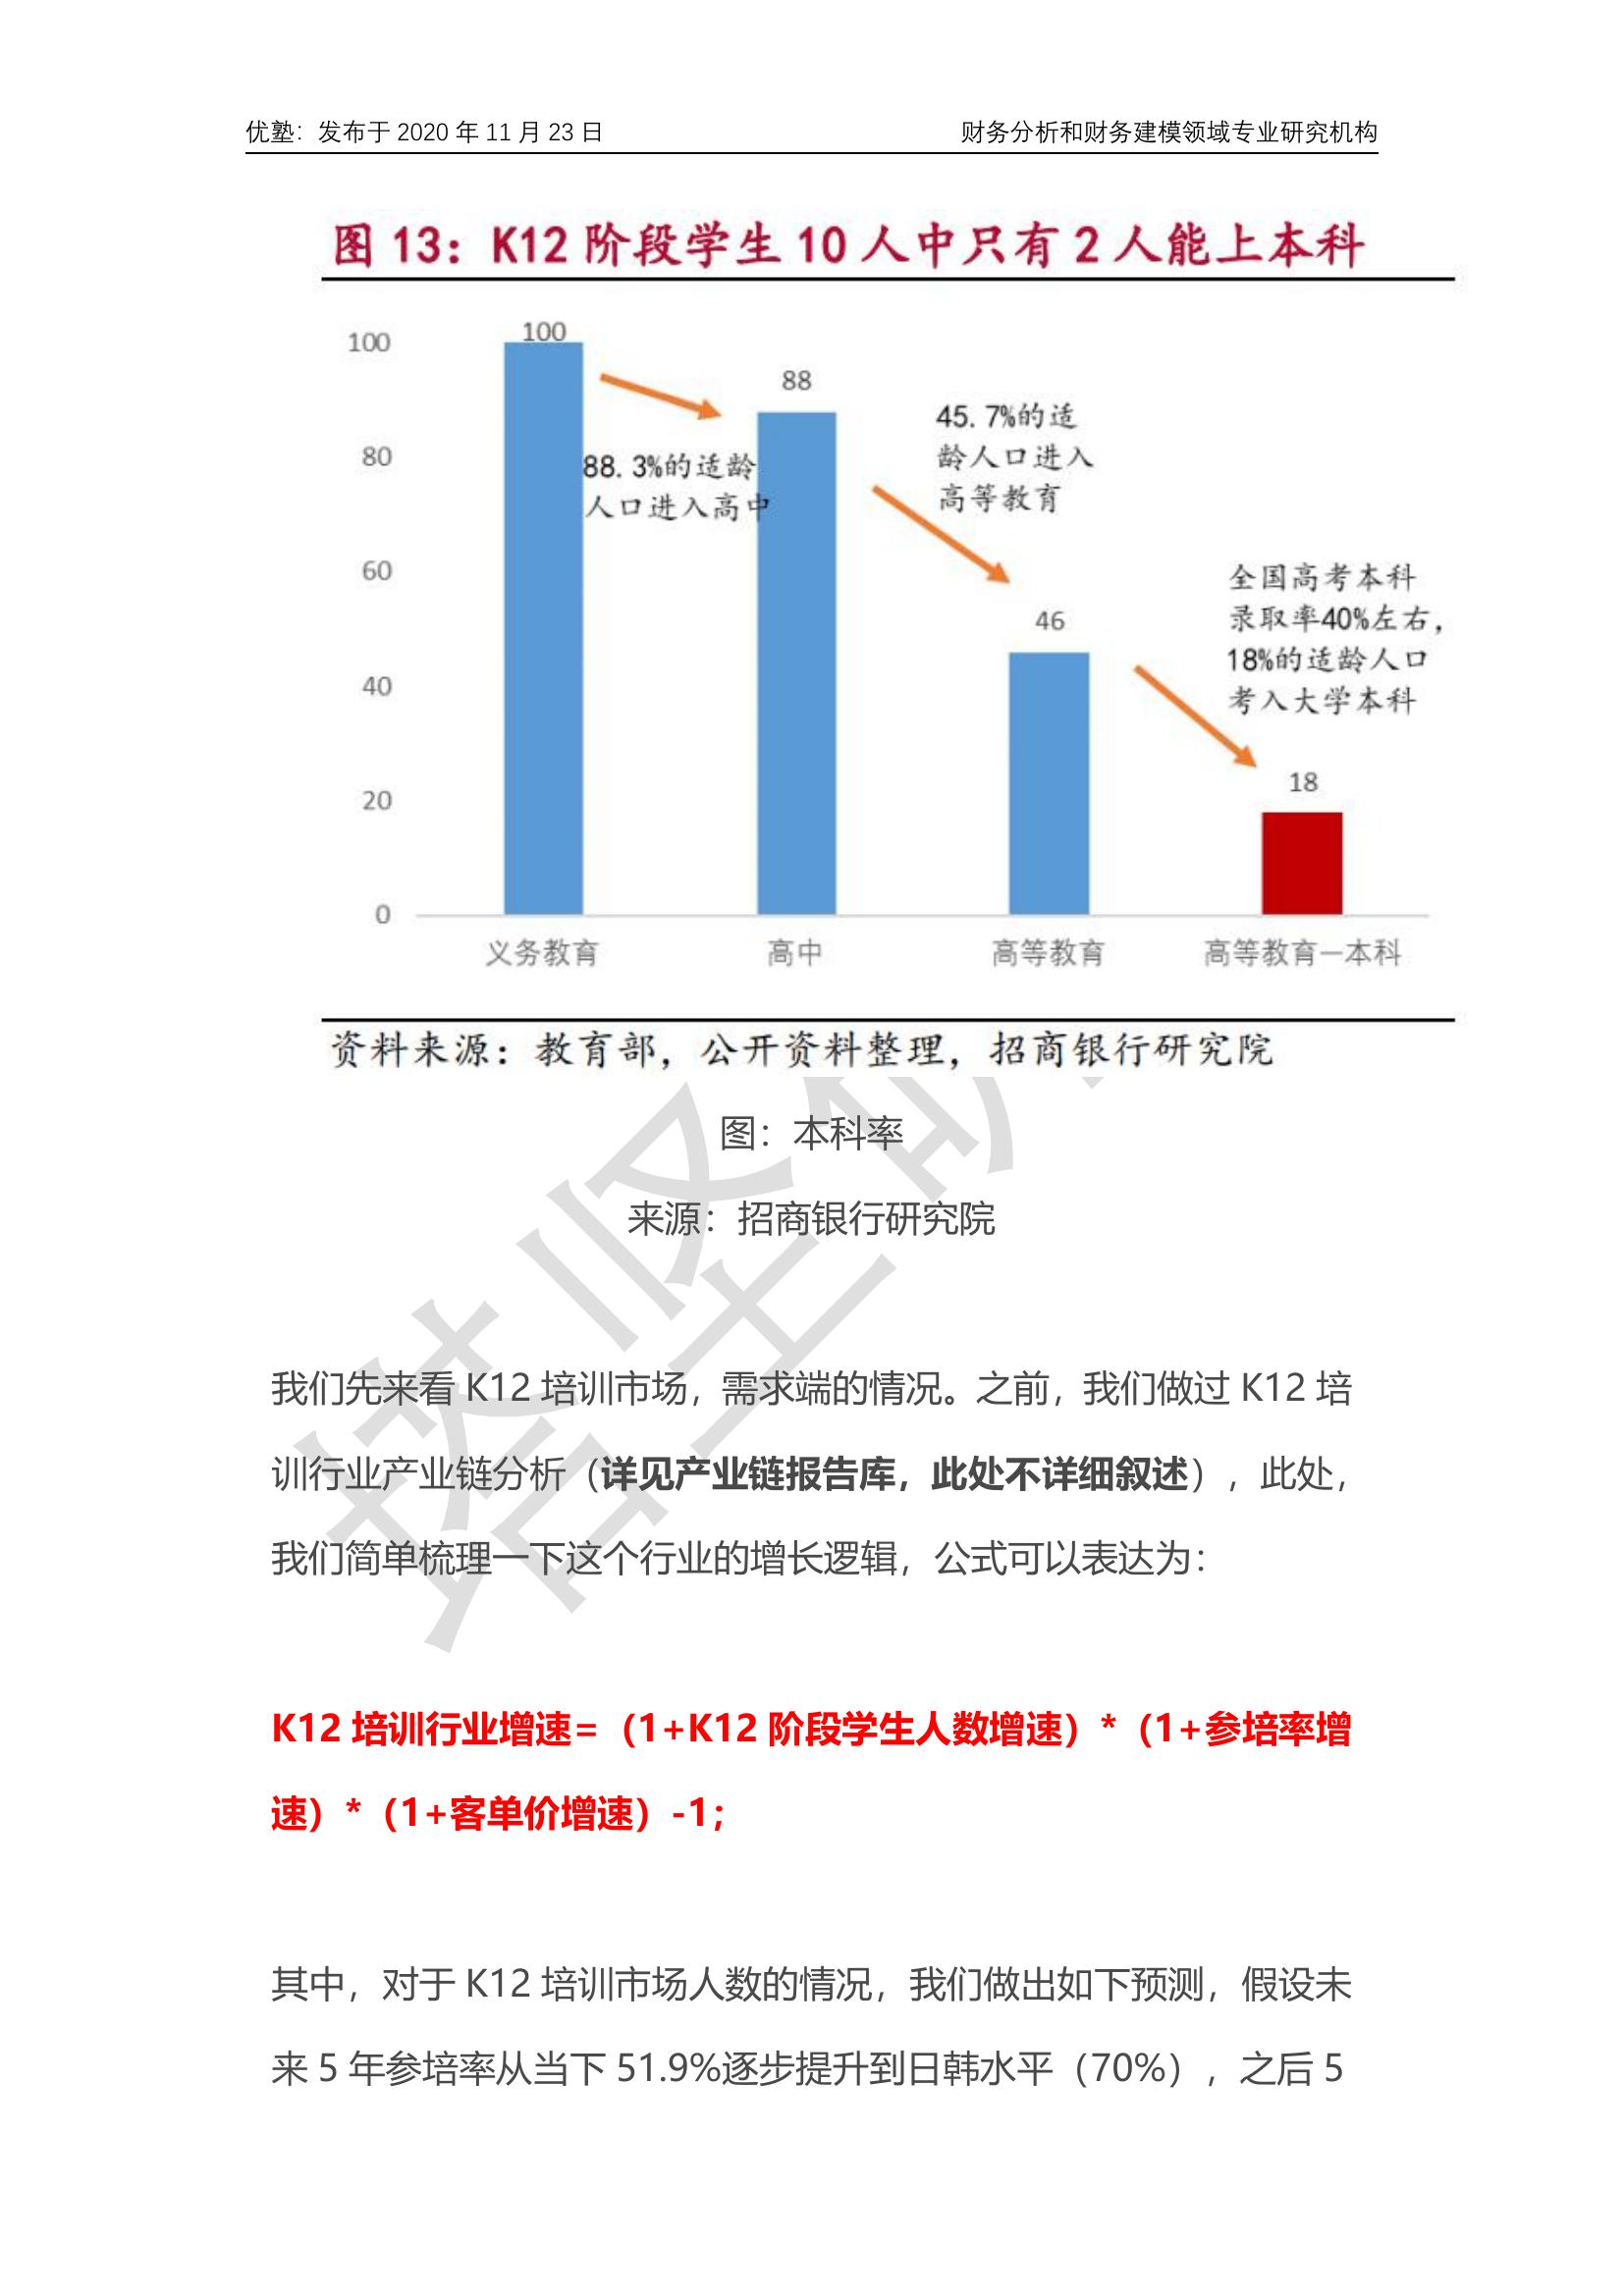 优塾：发布于 2020 年 11 月 23 日
财务分析和财务建模领域专业研究机构
图 13：K12 阶段学生 10 人中只有 2 人能上本科
100
80
60
40
20
0
100
88
46
18
88.3%的适龄
人口进入高中
45.7%的适
龄人口进入
高等教育
全国高考本科
录取率40%左右，
18%的适龄人口
考入大学本科
义务教育
高中
高等教育
高等教育—本科
资料来源：教育部，公开资料整理，招商银行研究院
图：本科率
来源：招商银行研究院
我们先来看 K12 培训市场，需求端的情况。之前，我们做过 K12 培
训行业产业链分析（详见产业链报告库，此处不详细叙述），此处，
我们简单梳理一下这个行业的增长逻辑，公式可以表达为：
K12 培训行业增速=（1+K12 阶段学生人数增速）*（1+参培率增
速）*（1+客单价增速）-1；
其中，对于 K12 培训市场人数的情况，我们做出如下预测，假设未
来 5 年参培率从当下 51.9%逐步提升到日韩水平（70%），之后 5
塔坚